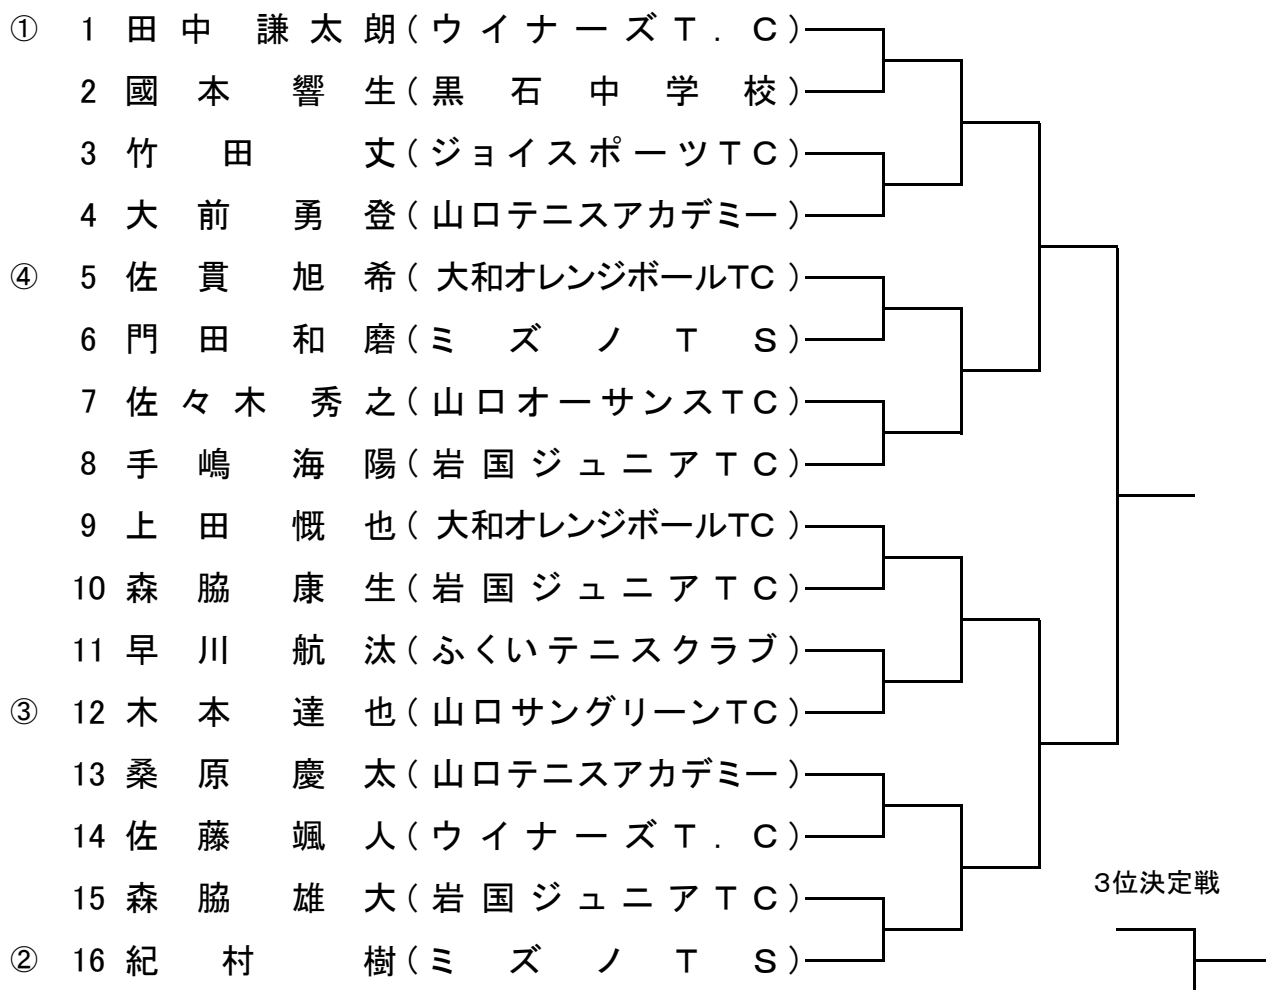 ① 1 田中 謙太朗 (ウイナーズT.C)
2 國本 響生 (黒石中学校)
3 竹田 丈 (ジョイスポーツTC)
4 大前 勇登 (山口テニスアカデミー)
④ 5 佐貫 旭希 (大和オレンジボールTC)
6 門田 和磨 (ミズノTS)
7 佐々木 秀之 (山口オーサンスTC)
8 手嶋 海陽 (岩国ジュニアTC)
9 上田 慨也 (大和オレンジボールTC)
10 森脇 康生 (岩国ジュニアTC)
11 早川 航汰 (ふくいテニスクラブ)
③ 12 木本 達也 (山口サングリーンTC)
13 桑原 慶太 (山口テニスアカデミー)
14 佐藤 颯人 (ウイナーズT.C)
15 森脇 雄大 (岩国ジュニアTC)
3位決定戦
② 16 紀村 樹 (ミズノTS)